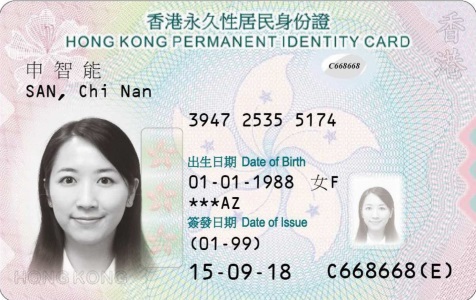 香港永久性居民身份證
HONG KONG PERMANENT IDENTITY CARD
申智能
SAN, Chi Nan
C668668
3947 2535 5174
出生日期 Date of Birth
01-01-1988 女F
***AZ
簽發日期 Date of Issue
(01-99)
15-09-18
C668668(E)
HONG KONG
香港